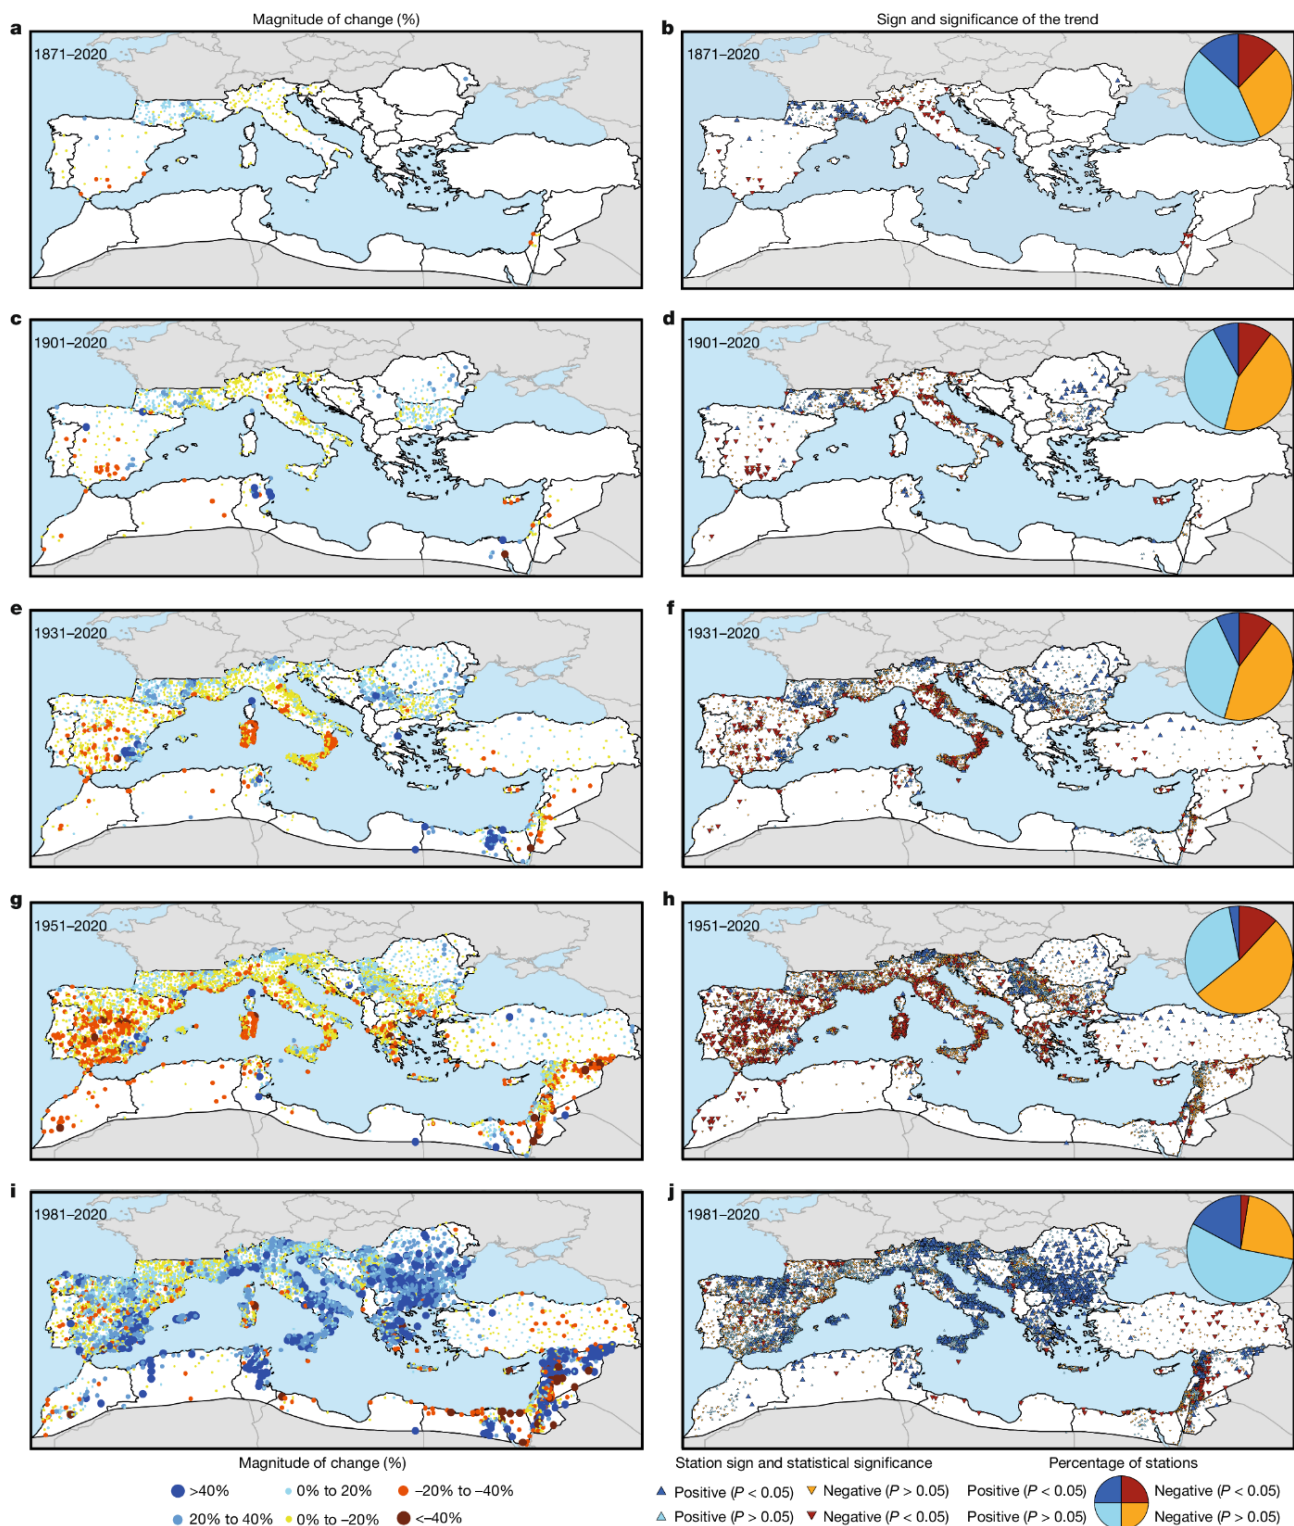 Magnitude of change (%)
Sign and significance of the trend
a
1871–2020
b
1871–2020
c
1901–2020
d
1901–2020
e
1931–2020
f
1931–2020
g
1951–2020
h
1951–2020
i
1981–2020
j
1981–2020
Magnitude of change (%)
>40%
0% to 20%
–20% to –40%
20% to 40%
0% to –20%
<–40%
Station sign and statistical significance
Positive (P < 0.05)
Negative (P > 0.05)
Positive (P > 0.05)
Negative (P < 0.05)
Percentage of stations
Positive (P < 0.05)
Negative (P < 0.05)
Positive (P > 0.05)
Negative (P > 0.05)